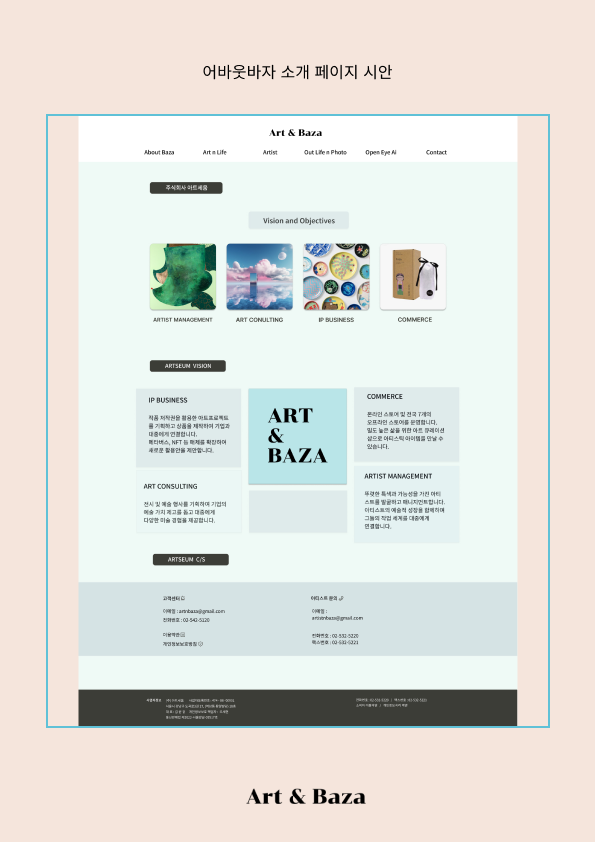 어바웃바자 소개 페이지 시안
Art & Baza
About Baza Art n Life Artist Out Life n Photo Open Eye Ai Contact
주식회사 아트세움
Vision and Objectives
ARTIST MANAGEMENT ART CONULTING IP BUSINESS COMMERCE
ARTSEUM VISION
IP BUSINESS
작품 저작권을 활용한 아트프로젝트
를 기획하고 상품을 제작하여 기업과
대중에게 연결합니다.
메타버스, NFT 등 매체를 확장하여
새로운 활용안을 제안합니다.
ART CONSULTING
전시 및 예술 행사를 기획하여 기업의
예술 가치 제고를 돕고 대중에게
다양한 미술 경험을 제공합니다.
ART
&
BAZA
COMMERCE
온라인 스토어 및 전국 7개의
오프라인 스토어를 운영합니다.
밀도 높은 삶을 위한 아트 큐레이션
샵으로 아티스틱 아이템을 만날 수
있습니다.
ARTIST MANAGEMENT
뚜렷한 특색과 가능성을 가진 아티
스트를 발굴하고 매니지먼트합니다.
아티스트의 예술적 성장을 함께하며
그들의 작업 세계를 대중에게
연결합니다.
ARTSEUM C/S
고객센터
이메일 : artnbaza@gmail.com
전화번호 : 02-542-5120
이용약관
개인정보보호방침
아티스트 문의
이메일 :
artistnbaza@gmail.com
전화번호 : 02-532-5225
팩스번호 : 02-532-5221
Art & Baza